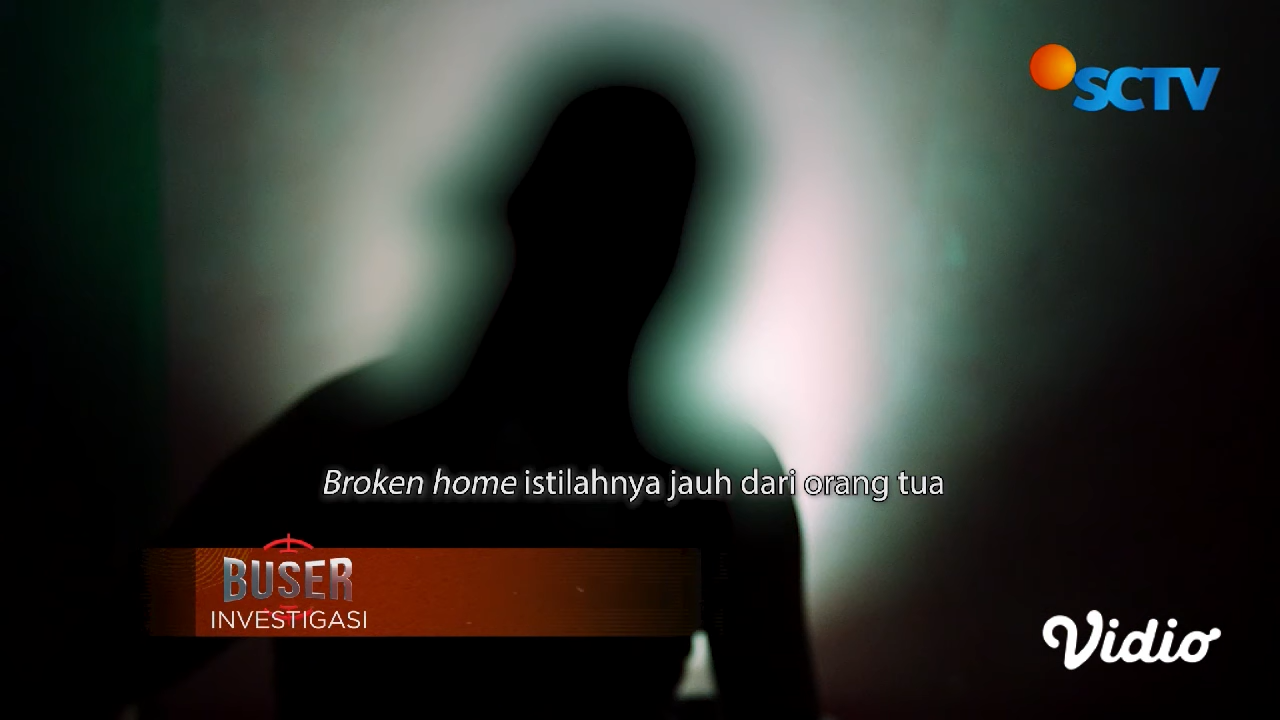 SCTV
Broken home istilahnya jauh dari orang tua
BUSER
INVESTIGASI
Vidio